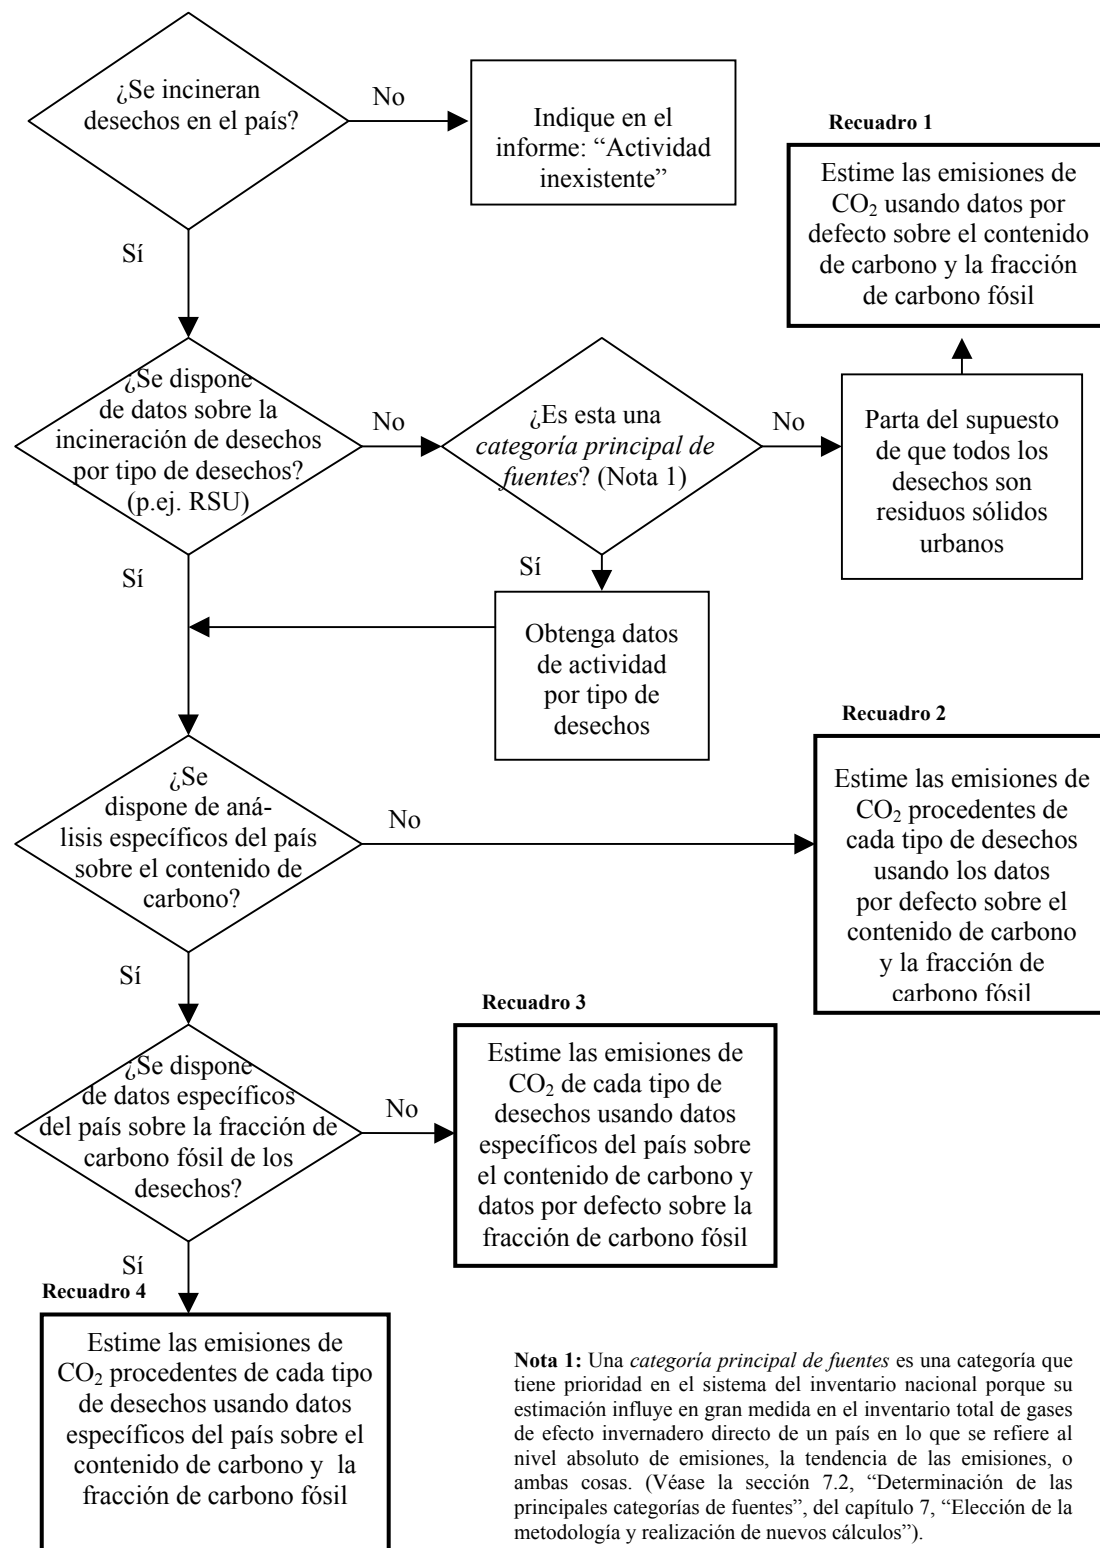 ¿Se incineran
desechos en el país?
No
Indique en el
informe: “Actividad
inexistente”
Recuadro 1
Estime las emisiones de
CO₂ usando datos por
defecto sobre el contenido
de carbono y la fracción
de carbono fósil
Sí
¿Se dispone
de datos sobre la
incineración de desechos
por tipo de desechos?
(p.ej. RSU)
No
¿Es esta una
categoría principal de
fuentes? (Nota 1)
No
Parta del supuesto
de que todos los
desechos son
residuos sólidos
urbanos
Sí
Sí
Obtenga datos
de actividad
por tipo de
desechos
Recuadro 2
¿Se
dispone de aná-
lisis específicos del país
sobre el contenido de
carbono?
No
Estime las emisiones de
CO₂ procedentes de
cada tipo de desechos
usando los datos
por defecto sobre el
contenido de carbono
y la fracción de
carbono fósil
Sí
Recuadro 3
¿Se dispone
de datos específicos
del país sobre la fracción de
carbono fósil de los
desechos?
No
Estime las emisiones de
CO₂ de cada tipo de
desechos usando datos
específicos del país sobre
el contenido de carbono y
datos por defecto sobre la
fracción de carbono fósil
Sí
Recuadro 4
Estime las emisiones de
CO₂ procedentes de cada tipo
de desechos usando datos
específicos del país sobre el
contenido de carbono y la
fracción de carbono fósil
Nota 1: Una categoría principal de fuentes es una categoría que
tiene prioridad en el sistema del inventario nacional porque su
estimación influye en gran medida en el inventario total de gases
de efecto invernadero directo de un país en lo que se refiere al
nivel absoluto de emisiones, la tendencia de las emisiones, o
ambas cosas. (Véase la sección 7.2, “Determinación de las
principales categorías de fuentes”, del capítulo 7, “Elección de la
metodología y realización de nuevos cálculos”).